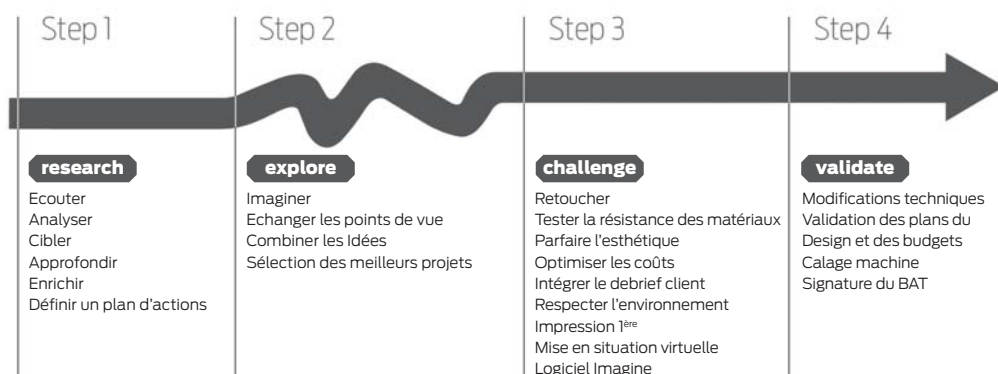 Step 1
research
Ecouter
Analyser
Cibler
Approfondir
Enrichir
Définir un plan d'actions
Step 2
explore
Imaginer
Echanger les points de vue
Combiner les Idées
Sélection des meilleurs projets
Step 3
challenge
Retoucher
Tester la résistance des matériaux
Parfaire l'esthétique
Optimiser les coûts
Intégrer le debrief client
Respecter l'environnement
Impression 1ère
Mise en situation virtuelle
Logiciel Imagine
Step 4
validate
Modifications techniques
Validation des plans du
Design et des budgets
Calage machine
Signature du BAT